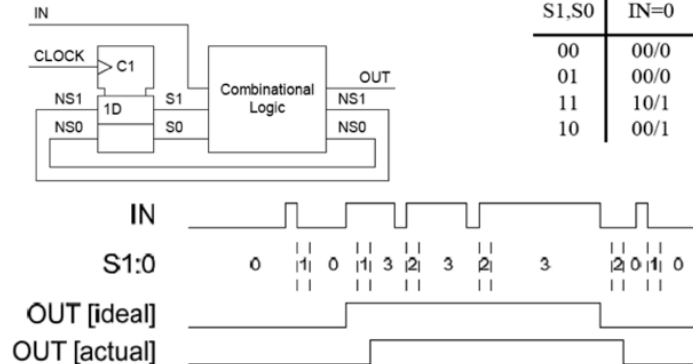 IN
CLOCK
C1
NS1
1D
S1
NS0
S0
Combinational
Logic
OUT
NS1
NS0
S1,S0 IN=0
00 00/0
01 00/0
11 10/1
10 00/1
IN
S1:0 0 1 0 1 3 2 3 2 3 2 0 1 0
OUT [ideal]
OUT [actual]